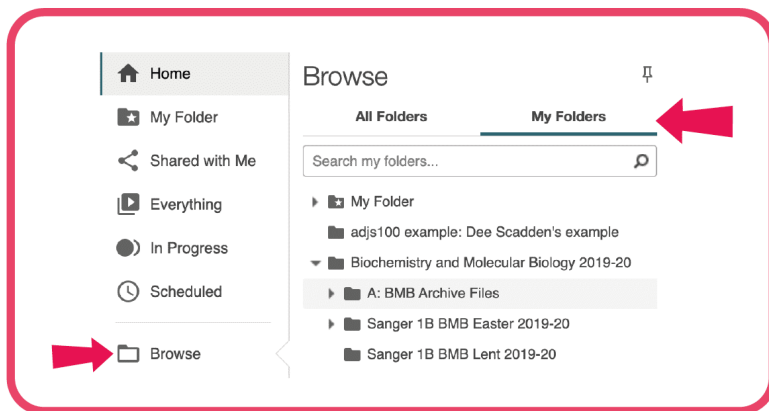 Home
My Folder
Shared with Me
Everything
In Progress
Scheduled
Browse
Browse
All Folders My Folders
Search my folders...
My Folder
adjs100 example: Dee Scadden's example
Biochemistry and Molecular Biology 2019-20
A: BMB Archive Files
Sanger 1B BMB Easter 2019-20
Sanger 1B BMB Lent 2019-20